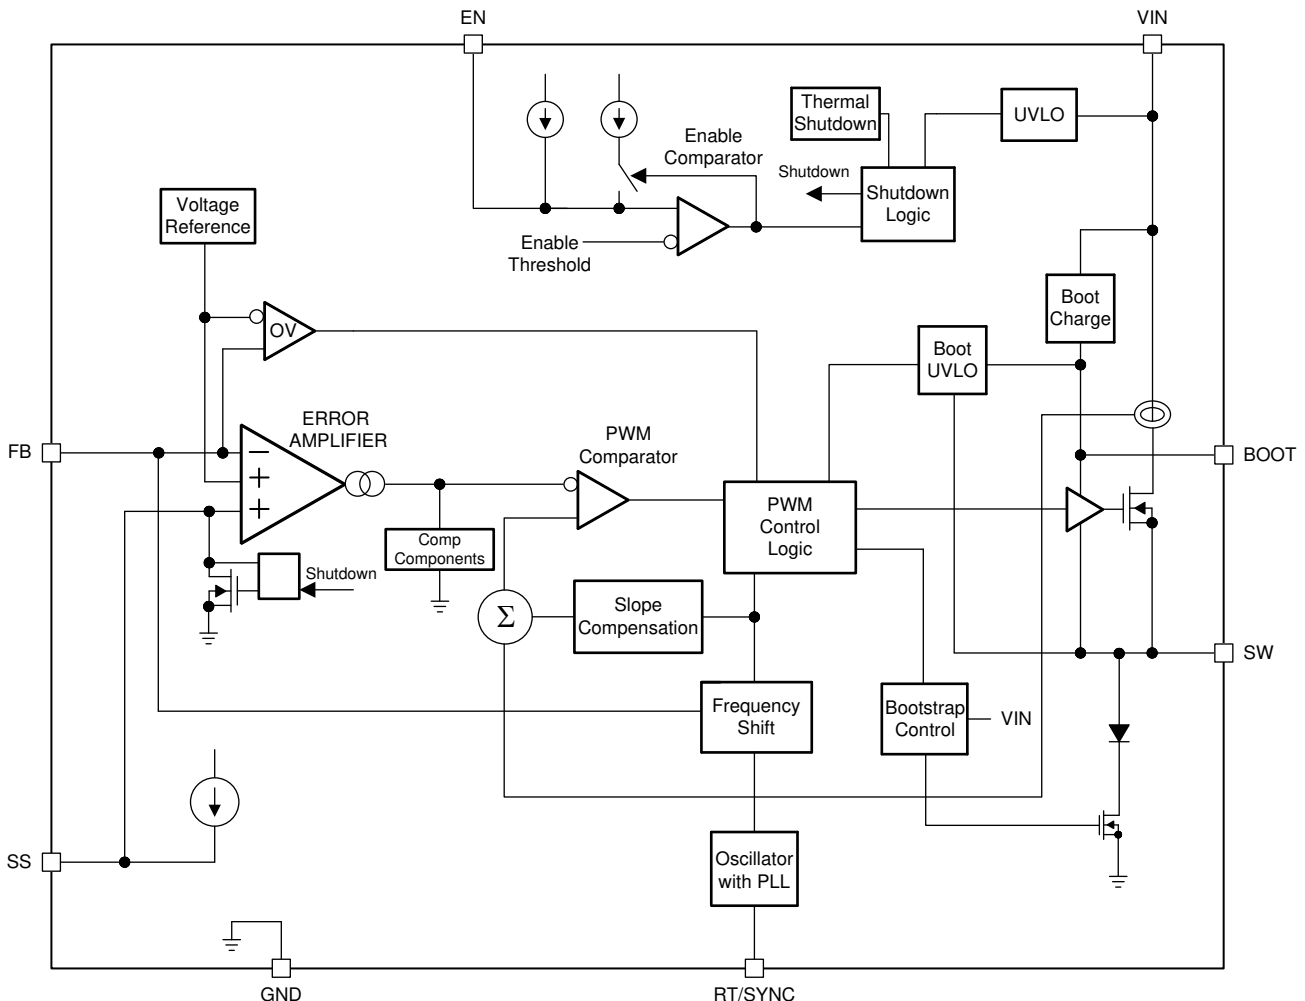 EN
VIN
Thermal
Shutdown
UVLO
Enable
Comparator
Shutdown
Shutdown
Logic
Voltage
Reference
Enable
Threshold
Boot
Charge
OV
Boot
UVLO
ERROR
AMPLIFIER
FB
−
+
+
PWM
Comparator
BOOT
PWM
Control
Logic
Comp
Components
Shutdown
Σ
Slope
Compensation
SW
Frequency
Shift
Bootstrap
Control
VIN
SS
Oscillator
with PLL
GND
RT/SYNC